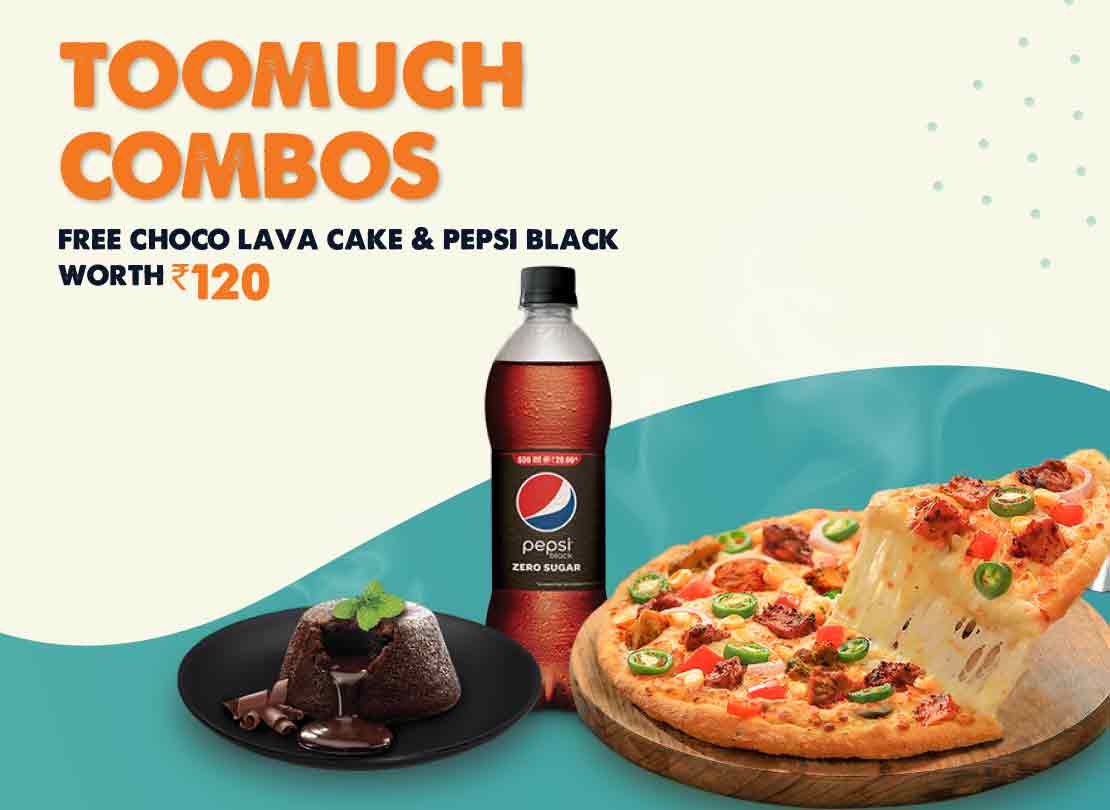 TOOMUCH
COMBOS
FREE CHOCO LAVA CAKE & PEPSI BLACK
WORTH ₹120
pepsi
black
ZERO SUGAR